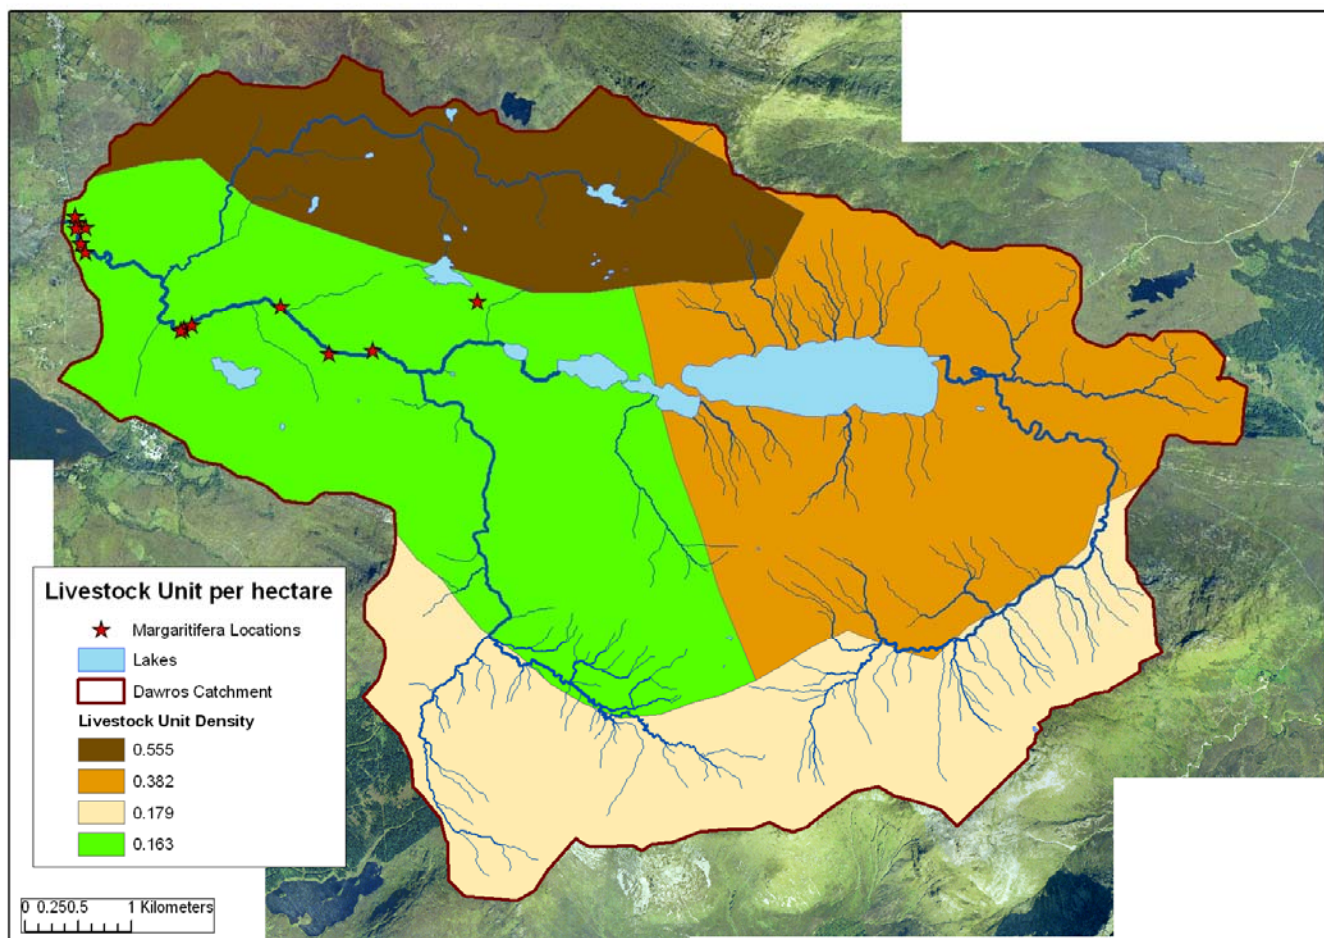 Livestock Unit per hectare
Margaritifera Locations
Lakes
Dawros Catchment
Livestock Unit Density
0.555
0.382
0.179
0.163
0 0.250.5 1 Kilometers